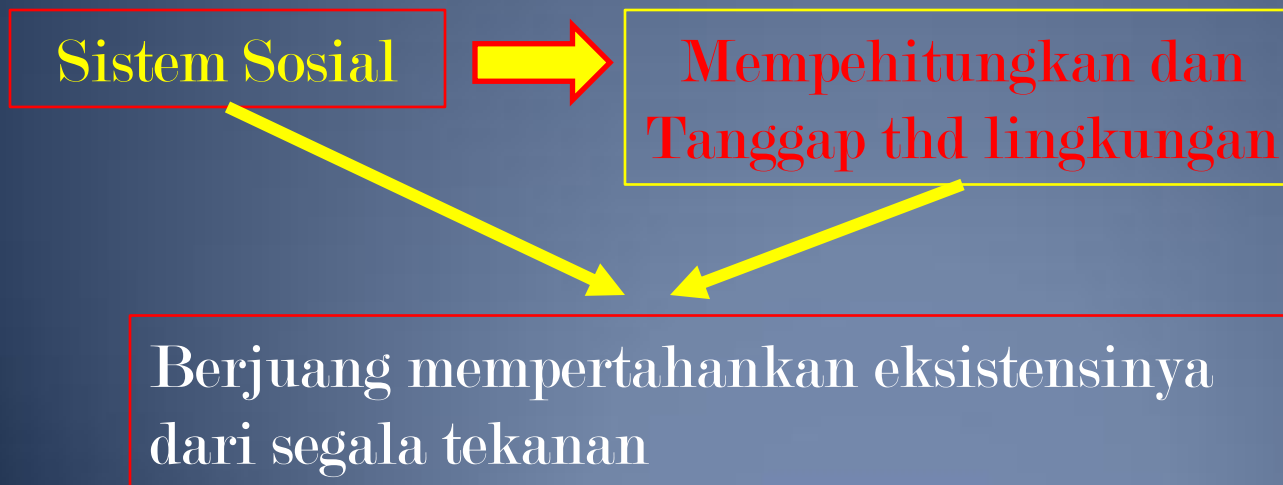 Sistem Sosial
Mempehitungkan dan
Tanggap thd lingkungan
Berjuang mempertahankan eksistensinya
dari segala tekanan